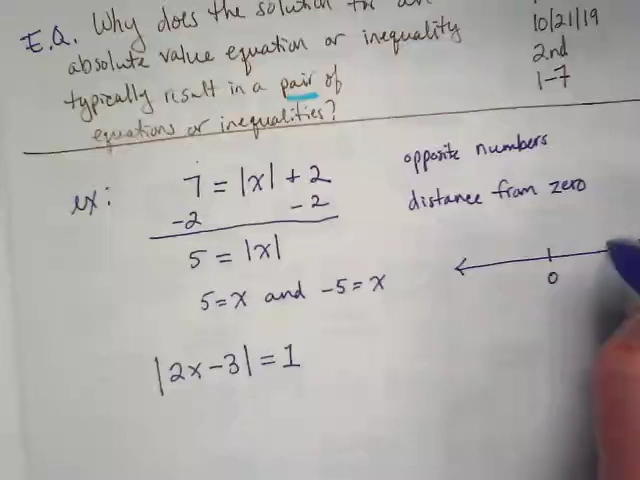 E.Q. Why does the solution for an
absolute value equation or inequality
typically result in a pair of
equations or inequalities?
10/21/19
2nd
1-7
ex: 7 = |x| + 2
-2 -2
5 = |x|
5=x and -5=x
|2x-3|=1
opposite numbers
distance from zero
0